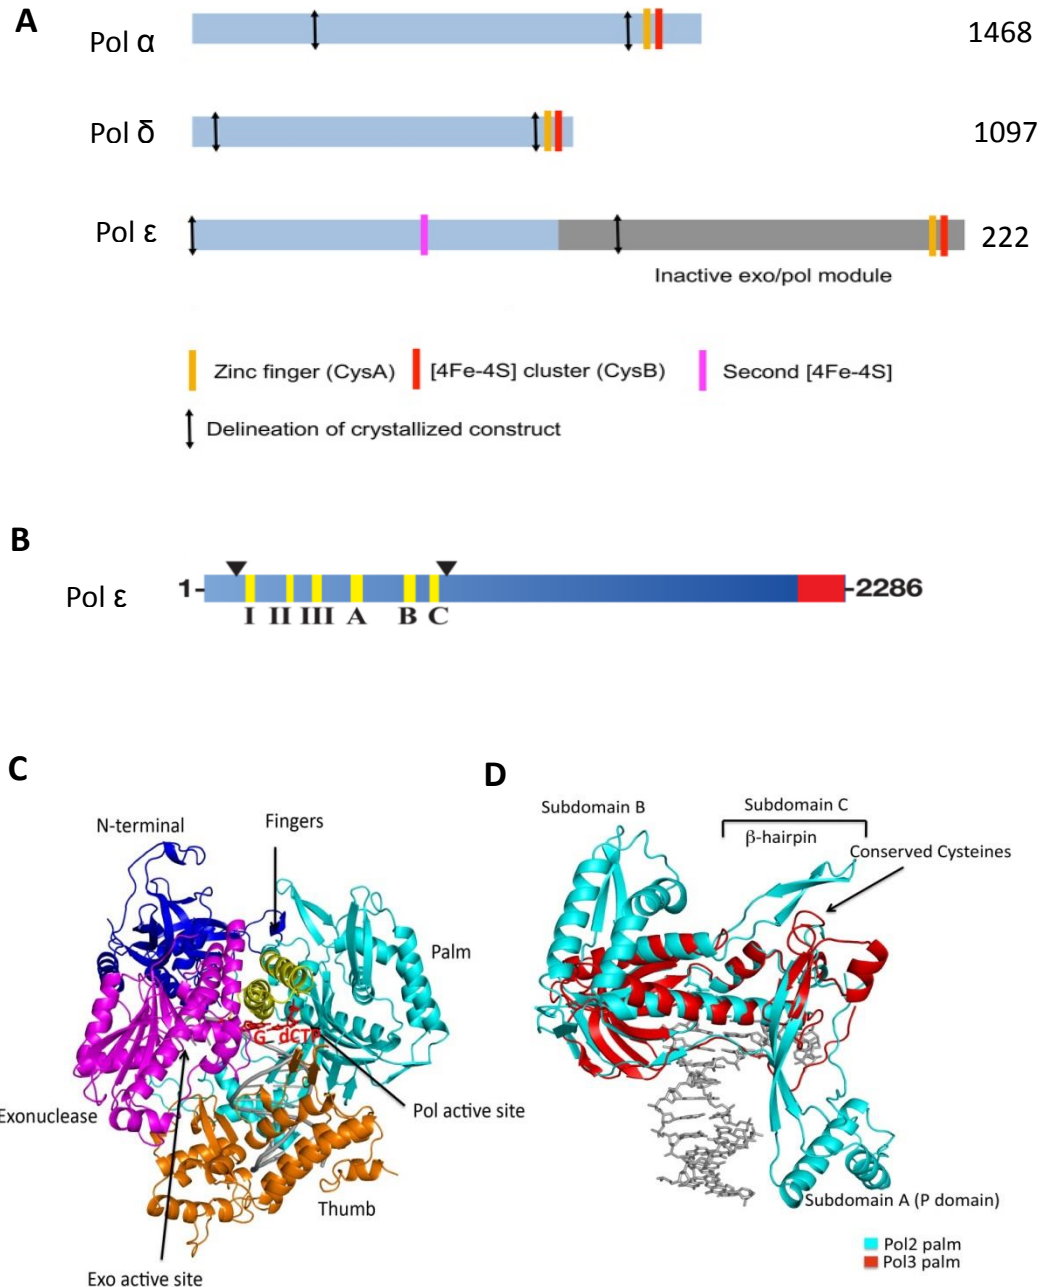 A
Pol α
1468
Pol δ
1097
Pol ε
222
Inactive exo/pol module
Zinc finger (CysA)
[4Fe-4S] cluster (CysB)
Second [4Fe-4S]
Delineation of crystallized construct
B
Pol ε
1-
-2286
I II III A B C
C
N-terminal
Fingers
Palm
G dCTP
Pol active site
Exonuclease
Thumb
Exo active site
D
Subdomain B
Subdomain C
β-hairpin
Conserved Cysteines
Subdomain A (P domain)
Pol2 palm
Pol3 palm